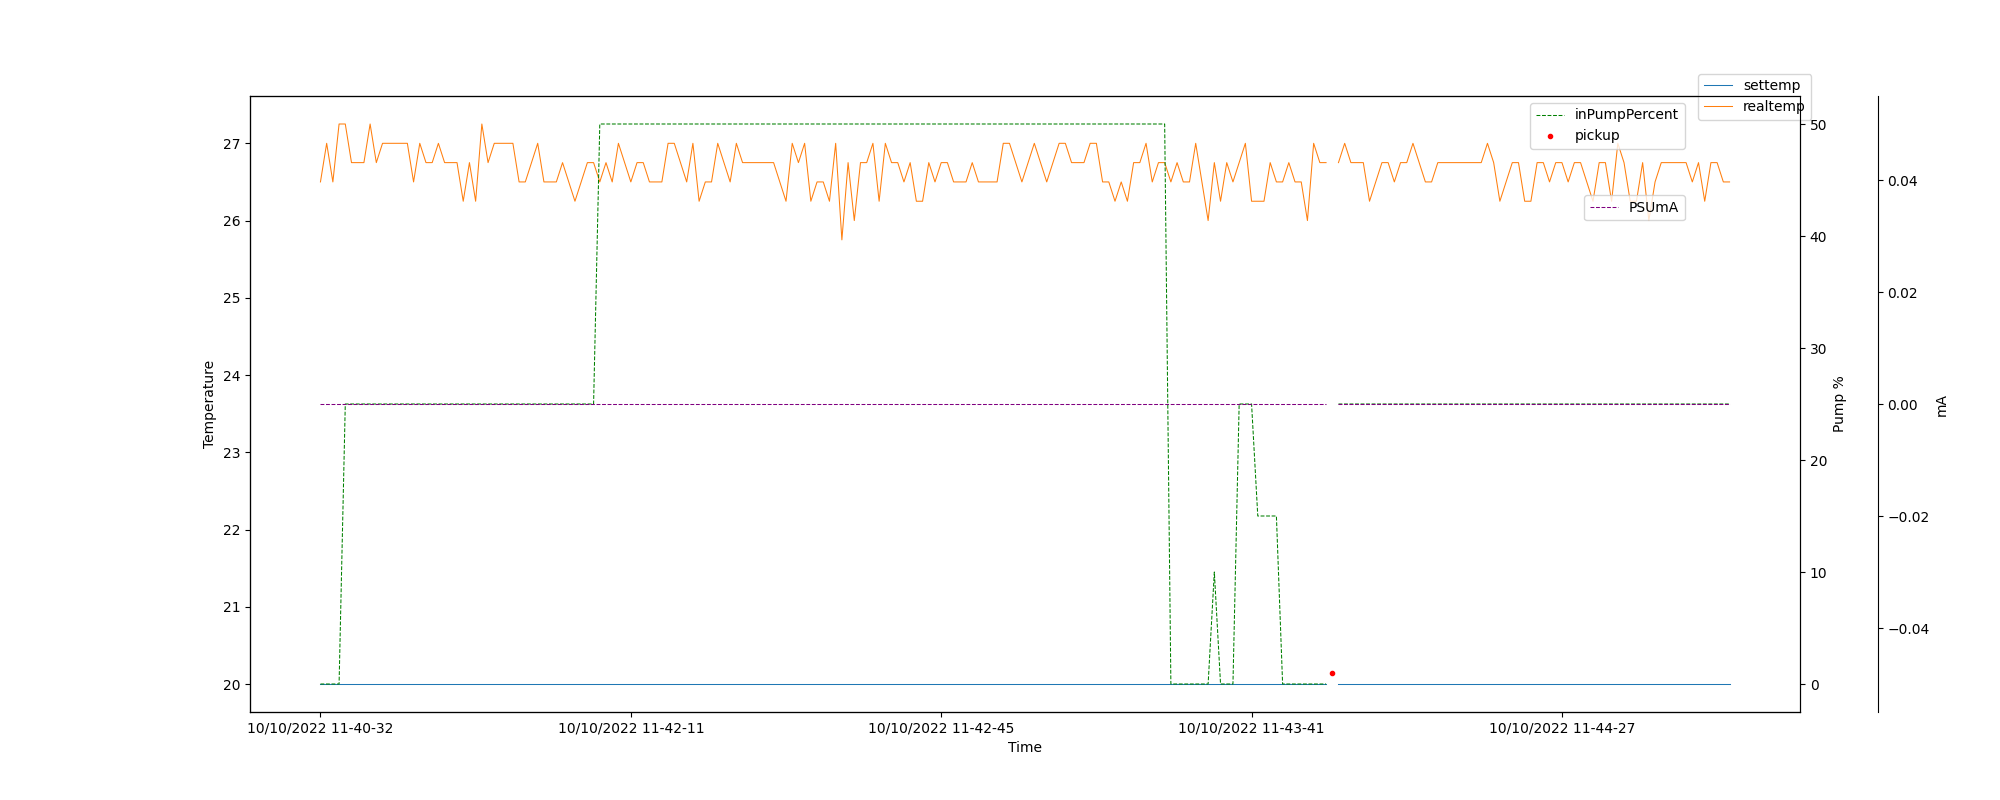 settemp
realtemp
inPumpPercent
pickup
PSUmA
27
26
25
24
23
22
21
20
Temperature
50
40
30
20
10
0
Pump %
0.04
0.02
0.00
−0.02
−0.04
mA
10/10/2022 11-40-32
10/10/2022 11-42-11
10/10/2022 11-42-45
10/10/2022 11-43-41
10/10/2022 11-44-27
Time